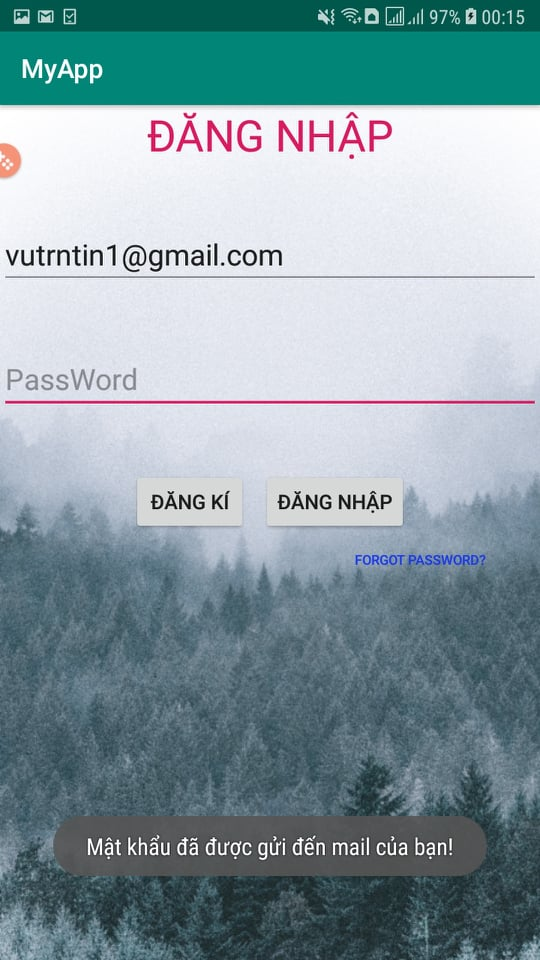 97% 00:15
MyApp
ĐĂNG NHẬP
vutrntin1@gmail.com
PassWord
ĐĂNG KÍ ĐĂNG NHẬP
FORGOT PASSWORD?
Mật khẩu đã được gửi đến mail của bạn!